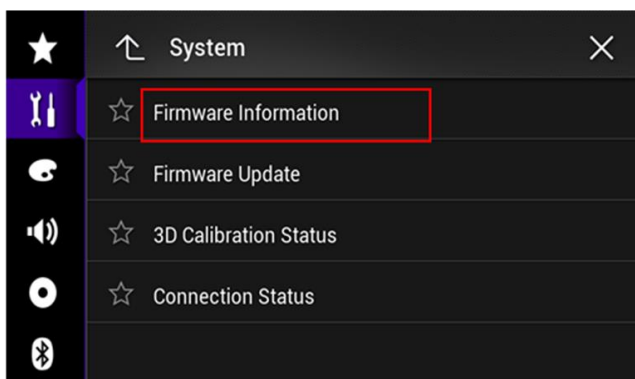 System
Firmware Information
Firmware Update
3D Calibration Status
Connection Status